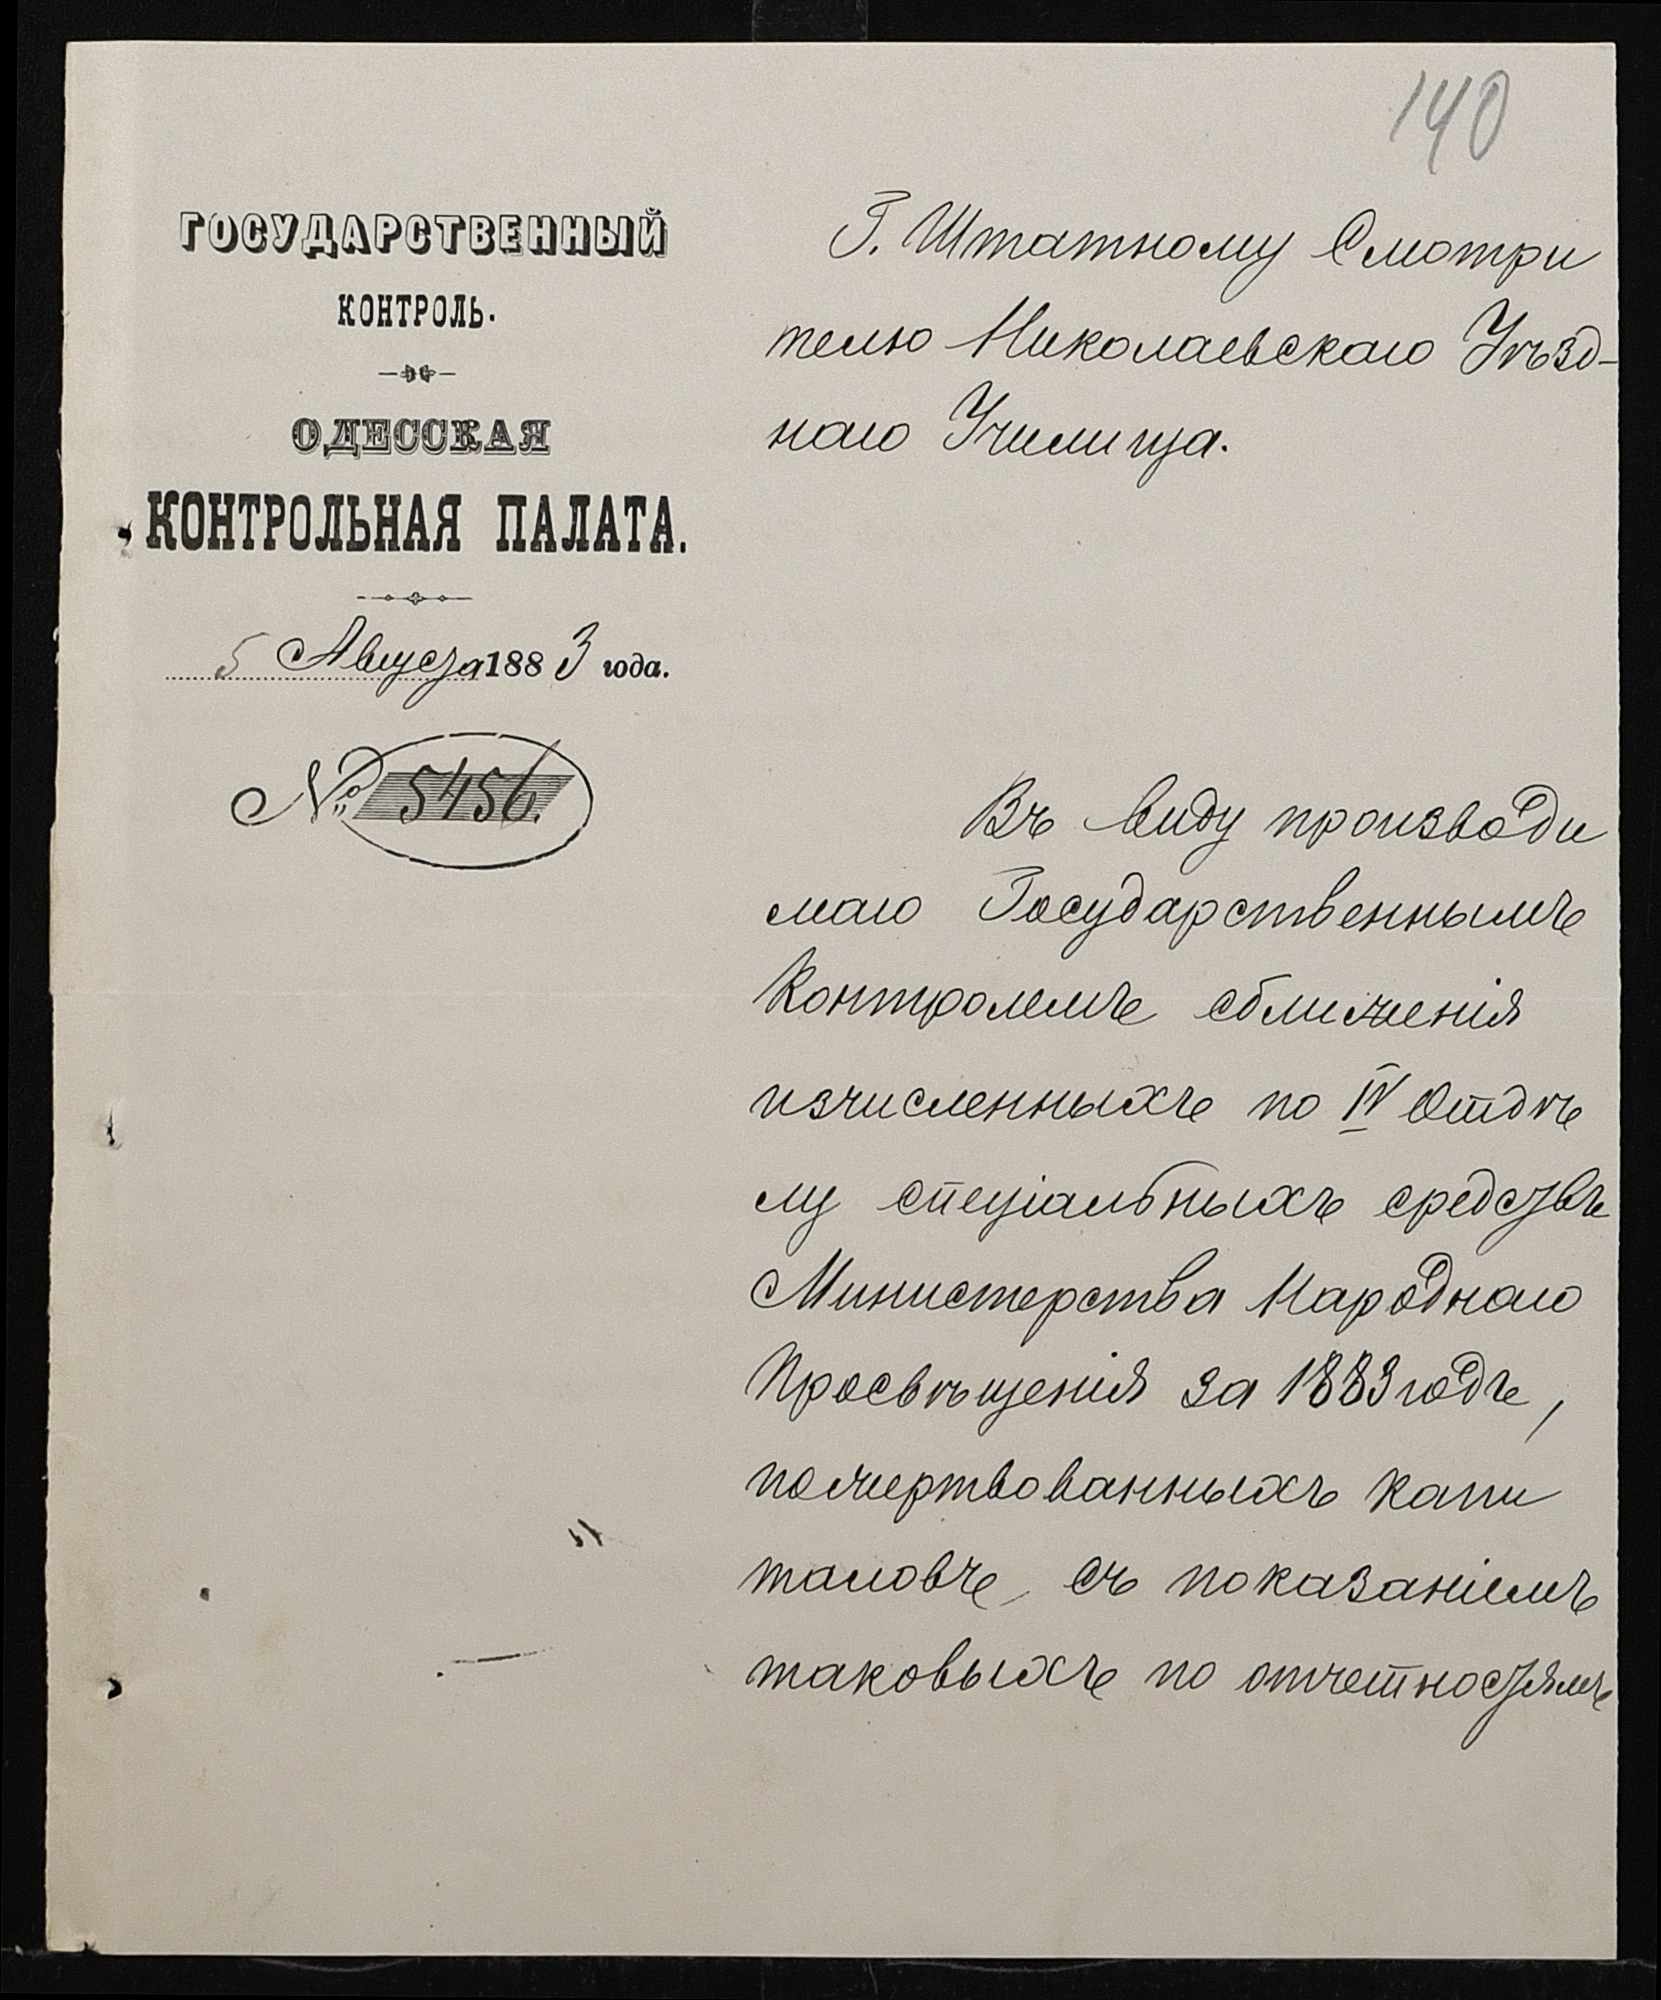 140
ГОСУДАРСТВЕННЫЙ
КОНТРОЛЬ.
ОДЕССКАЯ
КОНТРОЛЬНАЯ ПАЛАТА.
5 Августа 1883 года.
№ 5456.
Г. Штатному Смотри
телю Николаевскаго Уѣзд-
наго Училища.
Въ виду производи
маго Государственнымъ
Контролемъ сближенія
изчисленныхъ по IV Отдѣ
лу спеціальныхъ средствъ
Министерства Народнаго
Просвѣщенія за 1883 годъ,
пожертвованныхъ капи
таловъ, съ показаніемъ
таковыхъ по отчетностямъ